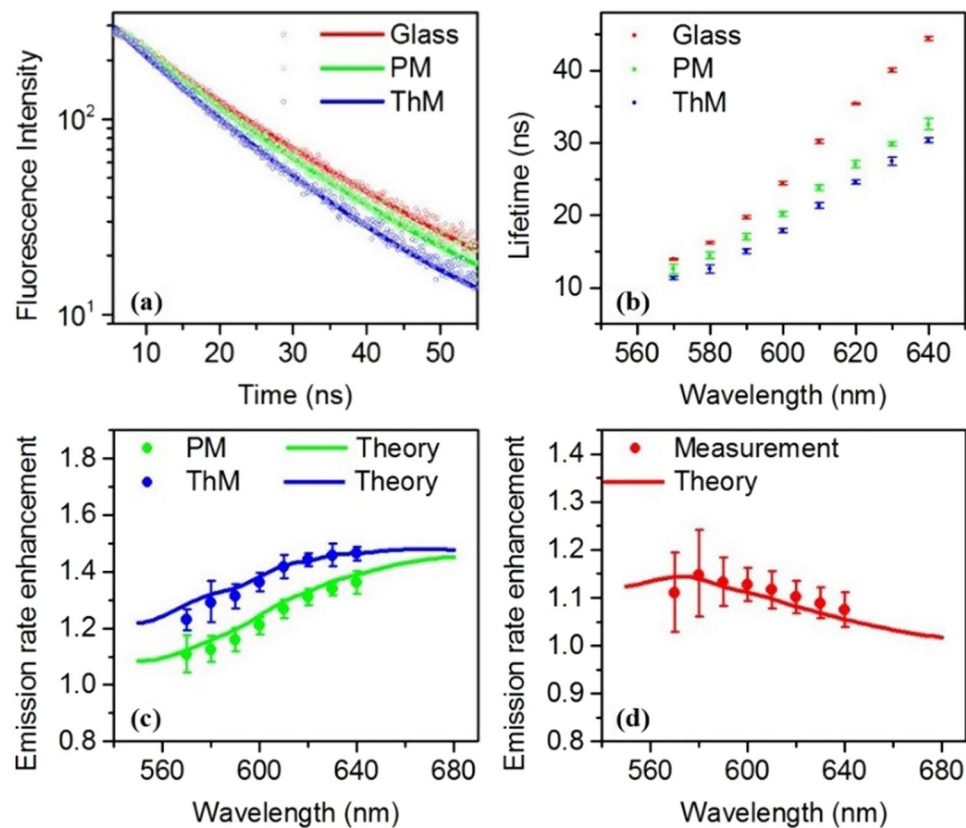 Fluorescence Intensity
10²
10¹
Glass
PM
ThM
(a)
10 20 30 40 50
Time (ns)
Lifetime (ns)
40
30
20
10
Glass
PM
ThM
(b)
560 580 600 620 640
Wavelength (nm)
Emission rate enhancement
1.8
1.6
1.4
1.2
1.0
0.8
PM Theory
ThM Theory
(c)
560 600 640 680
Wavelength (nm)
Emission rate enhancement
1.4
1.3
1.2
1.1
1.0
0.9
Measurement
Theory
(d)
560 600 640 680
Wavelength (nm)